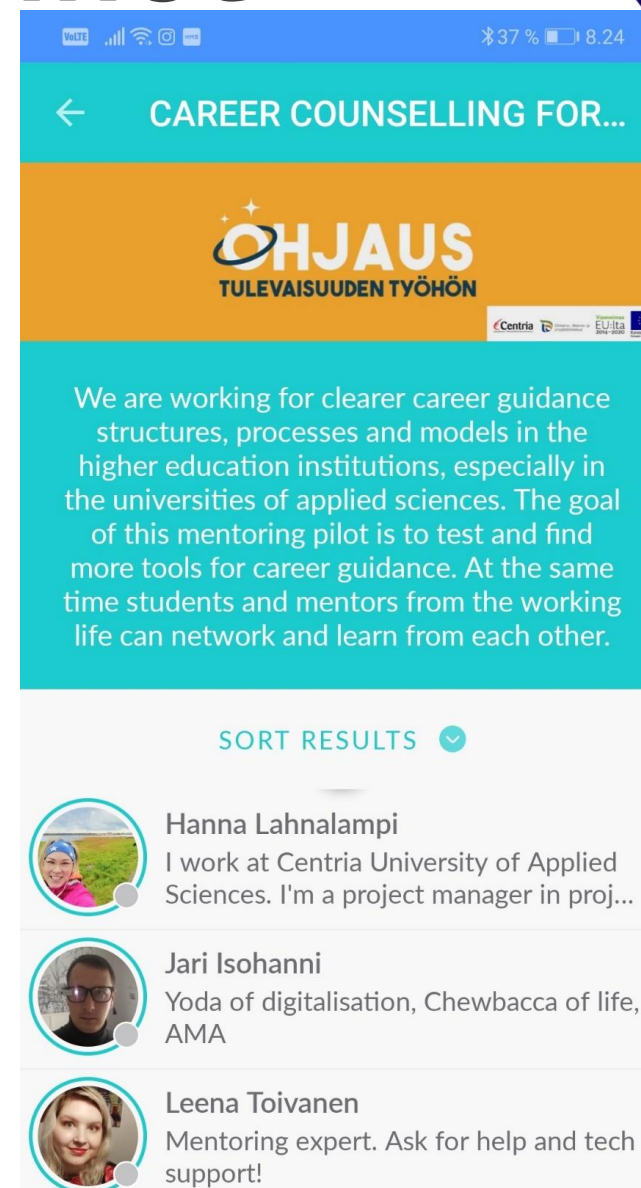 VoLTE 37 % 8.24
CAREER COUNSELLING FOR...
OHJAUS
TULEVAISUUDEN TYÖHÖN
Centria EU:lta
2014–2020
We are working for clearer career guidance
structures, processes and models in the
higher education institutions, especially in
the universities of applied sciences. The goal
of this mentoring pilot is to test and find
more tools for career guidance. At the same
time students and mentors from the working
life can network and learn from each other.
SORT RESULTS
Hanna Lahnalampi
I work at Centria University of Applied
Sciences. I'm a project manager in proj...
Jari Isohanni
Yoda of digitalisation, Chewbacca of life,
AMA
Leena Toivanen
Mentoring expert. Ask for help and tech
support!